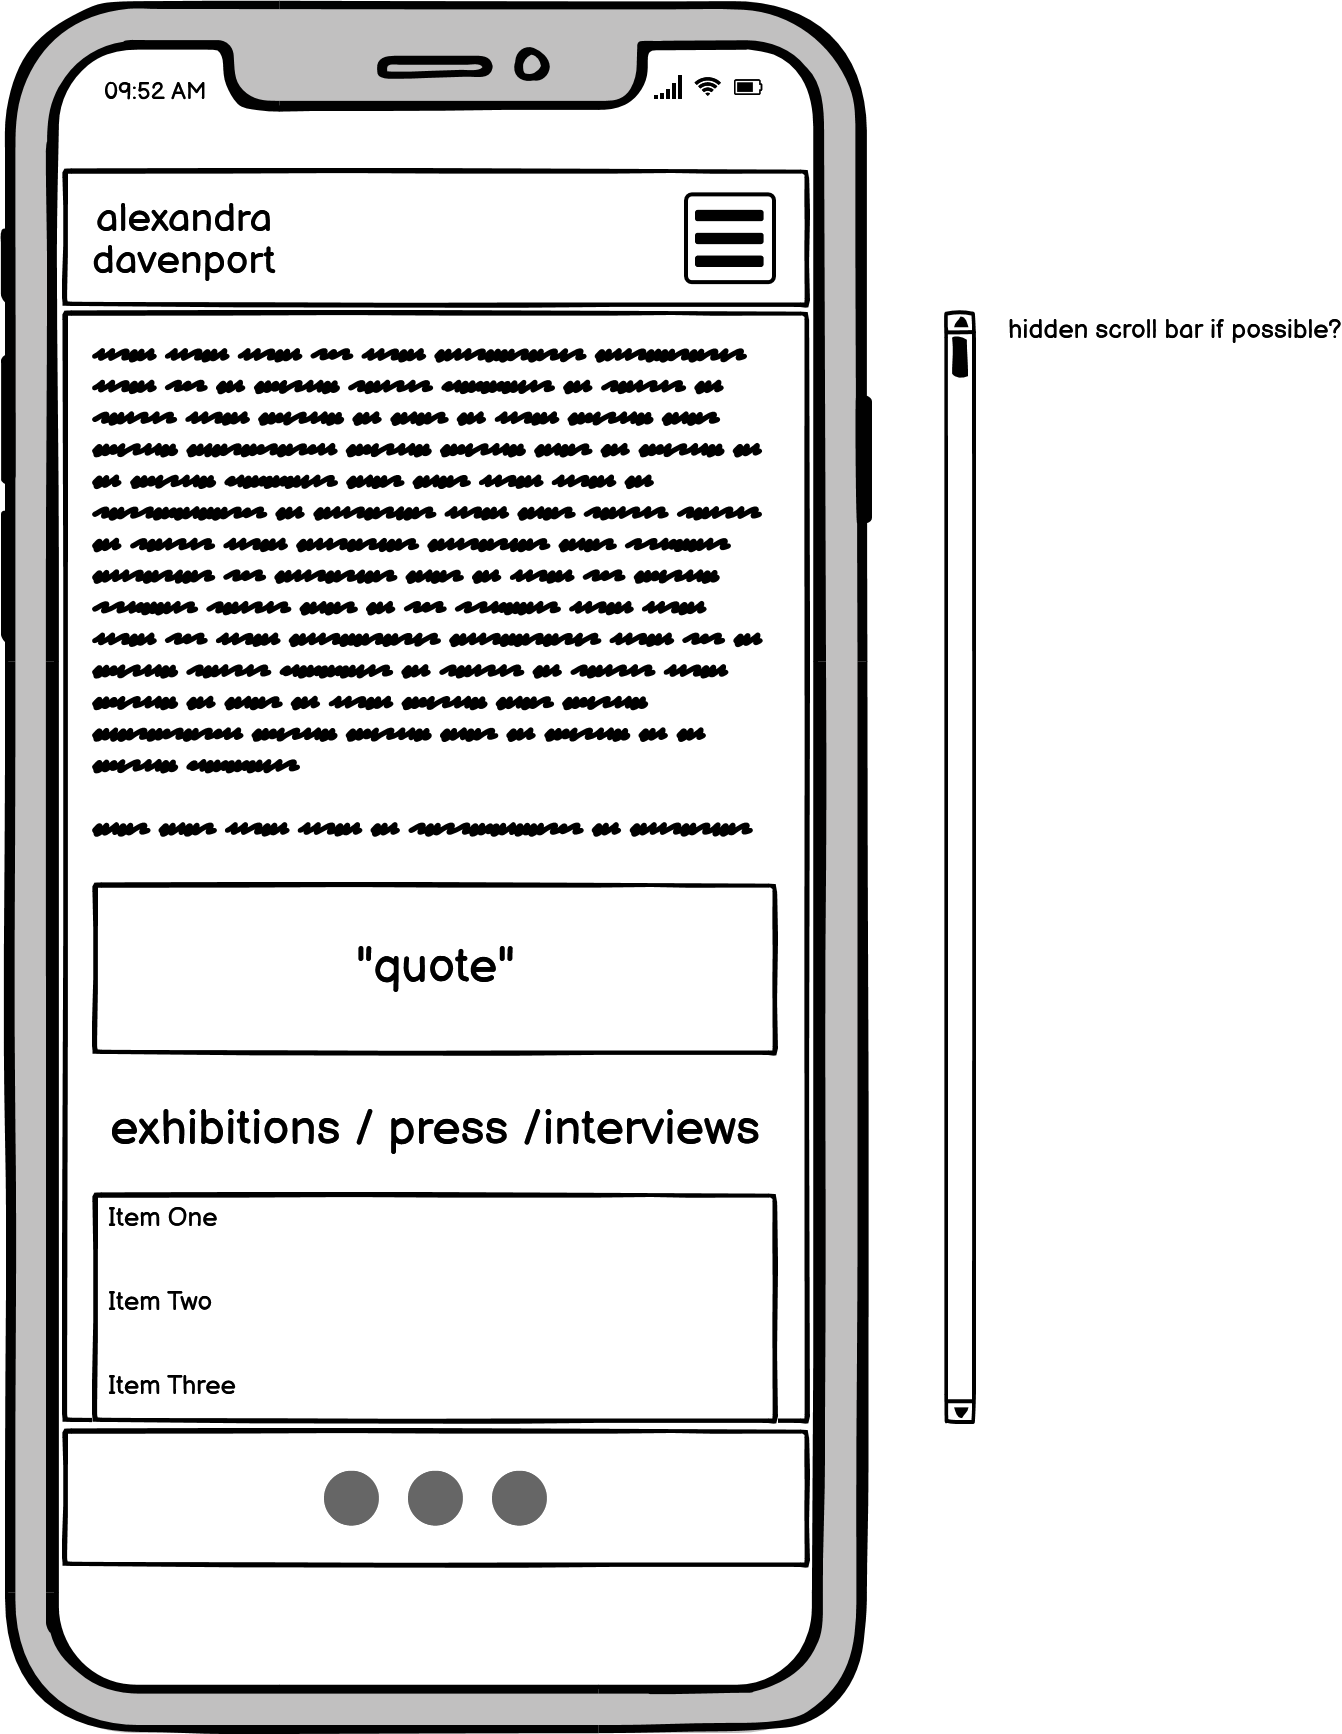 09:52 AM
alexandra
davenport
hidden scroll bar if possible?
"quote"
exhibitions / press /interviews
Item One
Item Two
Item Three